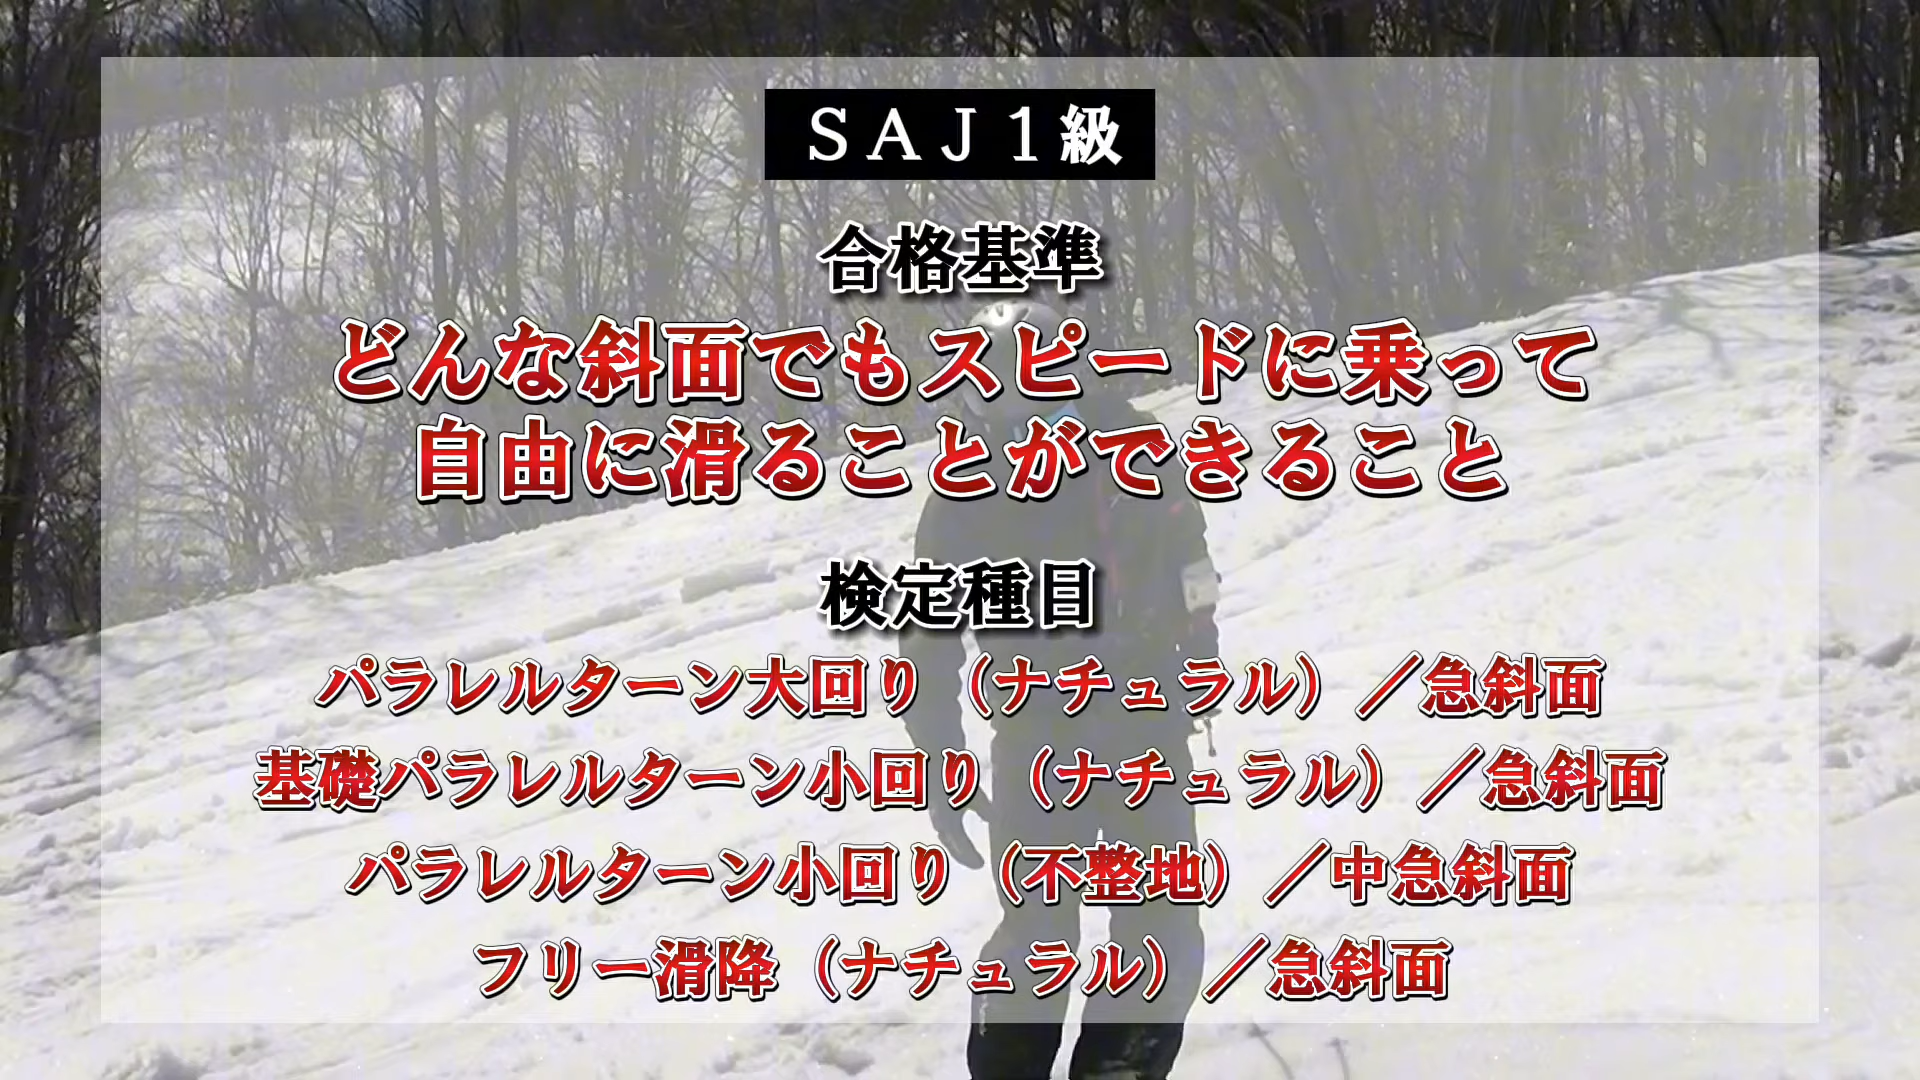 ＳＡＪ１級
合格基準
どんな斜面でもスピードに乗って
自由に滑ることができること
検定種目
パラレルターン大回り（ナチュラル）／急斜面
基礎パラレルターン小回り（ナチュラル）／急斜面
パラレルターン小回り（不整地）／中急斜面
フリー滑降（ナチュラル）／急斜面